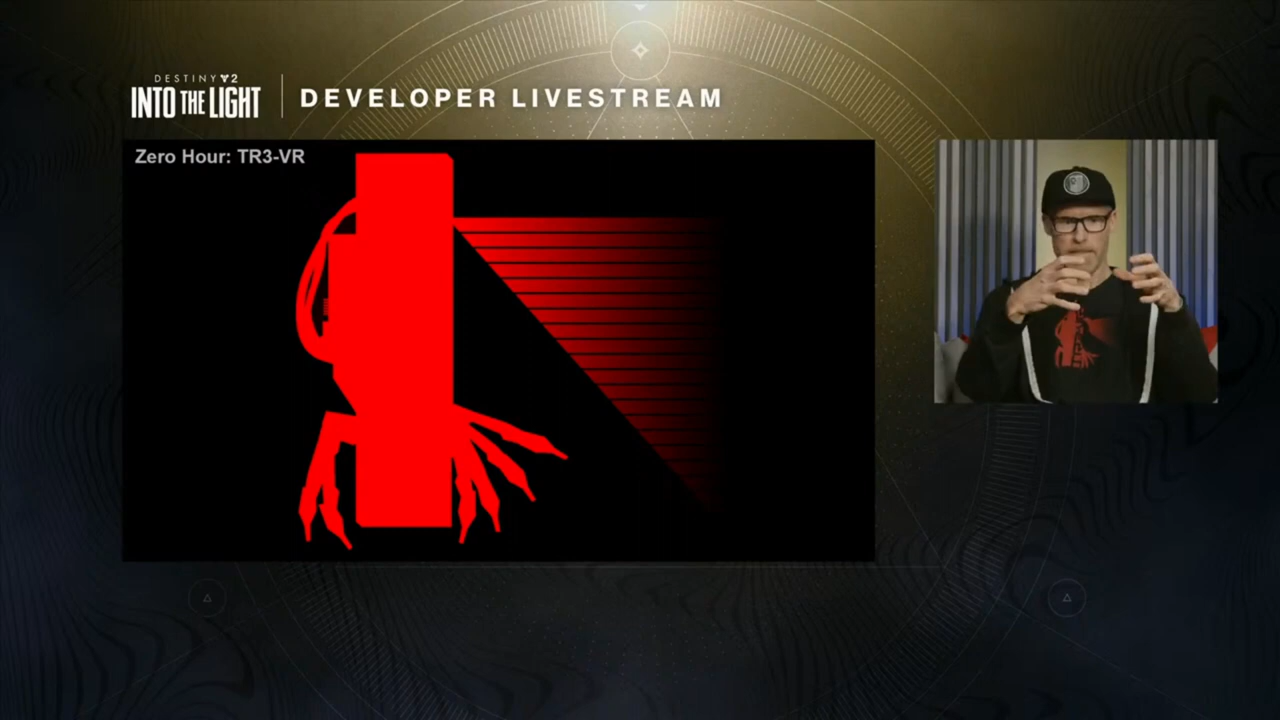 DESTINY 2
INTO THE LIGHT
DEVELOPER LIVESTREAM
Zero Hour: TR3-VR